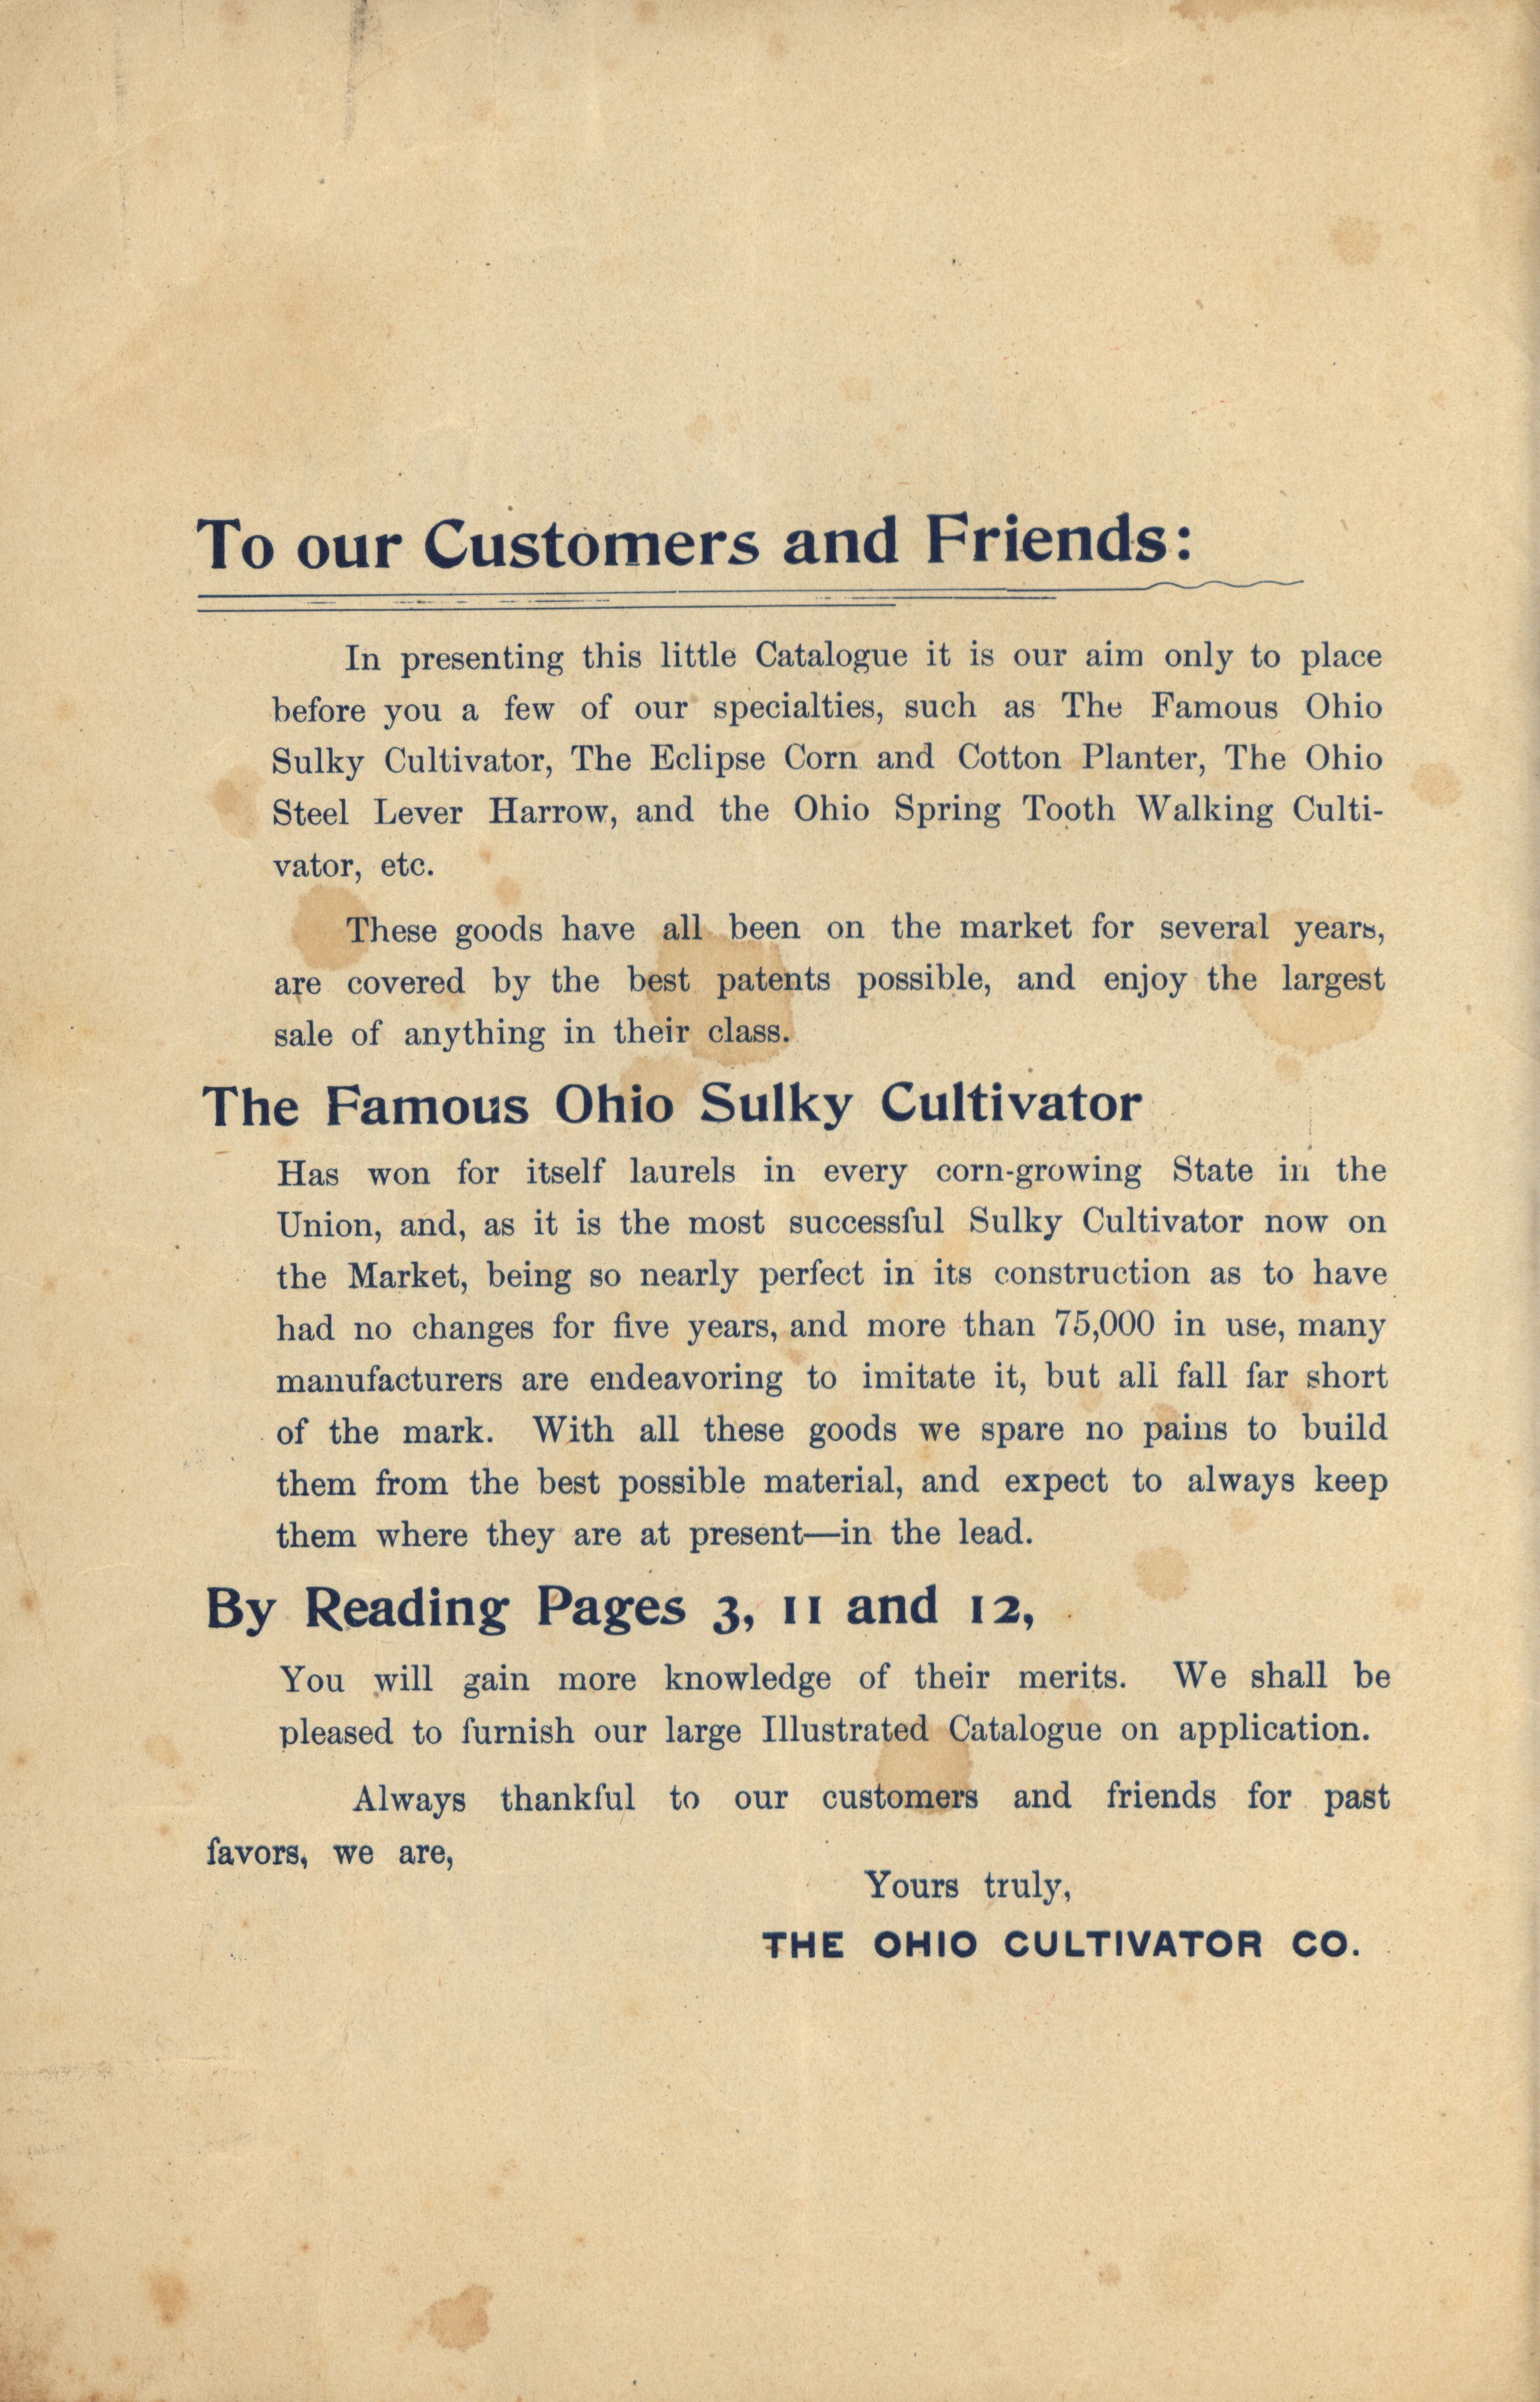 To our Customers and Friends:
In presenting this little Catalogue it is our aim only to place
before you a few of our specialties, such as The Famous Ohio
Sulky Cultivator, The Eclipse Corn and Cotton Planter, The Ohio
Steel Lever Harrow, and the Ohio Spring Tooth Walking Culti-
vator, etc.
These goods have all been on the market for several years,
are covered by the best patents possible, and enjoy the largest
sale of anything in their class.
The Famous Ohio Sulky Cultivator
Has won for itself laurels in every corn-growing State in the
Union, and, as it is the most successful Sulky Cultivator now on
the Market, being so nearly perfect in its construction as to have
had no changes for five years, and more than 75,000 in use, many
manufacturers are endeavoring to imitate it, but all fall far short
of the mark. With all these goods we spare no pains to build
them from the best possible material, and expect to always keep
them where they are at present—in the lead.
By Reading Pages 3, 11 and 12,
You will gain more knowledge of their merits. We shall be
pleased to furnish our large Illustrated Catalogue on application.
Always thankful to our customers and friends for past
favors, we are,
Yours truly,
THE OHIO CULTIVATOR CO.